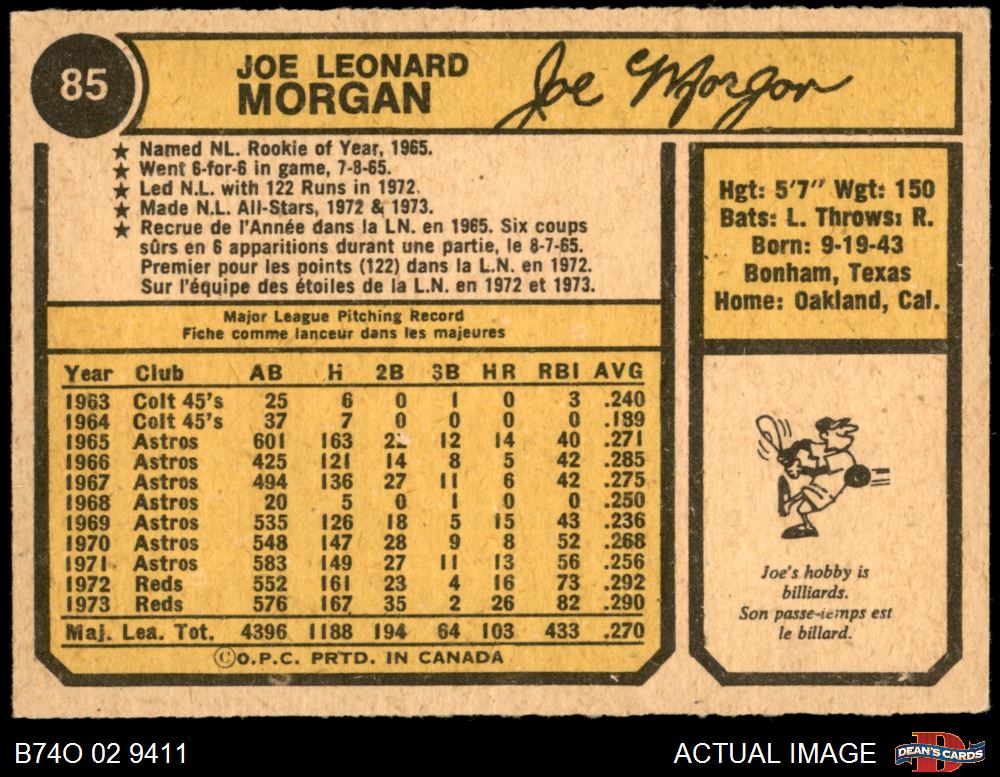 85
JOE LEONARD
MORGAN
Joe Morgan
★ Named NL. Rookie of Year, 1965.
★ Went 6-for-6 in game, 7-8-65.
★ Led N.L. with 122 Runs in 1972.
★ Made N.L. All-Stars, 1972 & 1973.
★ Recrue de l'Année dans la LN. en 1965. Six coups
sûrs en 6 apparitions durant une partie, le 8-7-65.
Premier pour les points (122) dans la L.N. en 1972.
Sur l'équipe des étoiles de la L.N. en 1972 et 1973.
Hgt: 5'7" Wgt: 150
Bats: L. Throws: R.
Born: 9-19-43
Bonham, Texas
Home: Oakland, Cal.
Major League Pitching Record
Fiche comme lanceur dans les majeures
Year Club AB H 2B 3B HR RBI AVG
1963 Colt 45's 25 6 0 1 0 3 .240
1964 Colt 45's 37 7 0 0 0 0 .189
1965 Astros 601 163 22 12 14 40 .271
1966 Astros 425 121 14 8 5 42 .285
1967 Astros 494 136 27 11 6 42 .275
1968 Astros 20 5 0 1 0 0 .250
1969 Astros 535 126 18 5 15 43 .236
1970 Astros 548 147 28 9 8 52 .268
1971 Astros 583 149 27 11 13 56 .256
1972 Reds 552 161 23 4 16 73 .292
1973 Reds 576 167 35 2 26 82 .290
Maj. Lea. Tot. 4396 1188 194 64 103 433 .270
©O.P.C. PRTD. IN CANADA
Joe's hobby is
billiards.
Son passe-temps est
le billard.
B74O 02 9411
ACTUAL IMAGE
DEAN'S CARDS